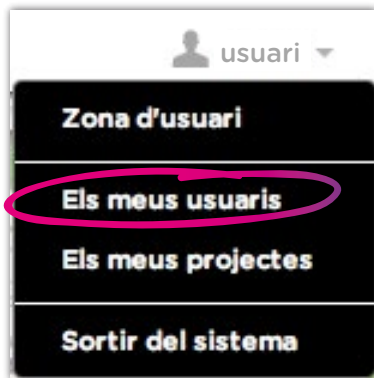 usuari
Zona d'usuari
Els meus usuaris
Els meus projectes
Sortir del sistema